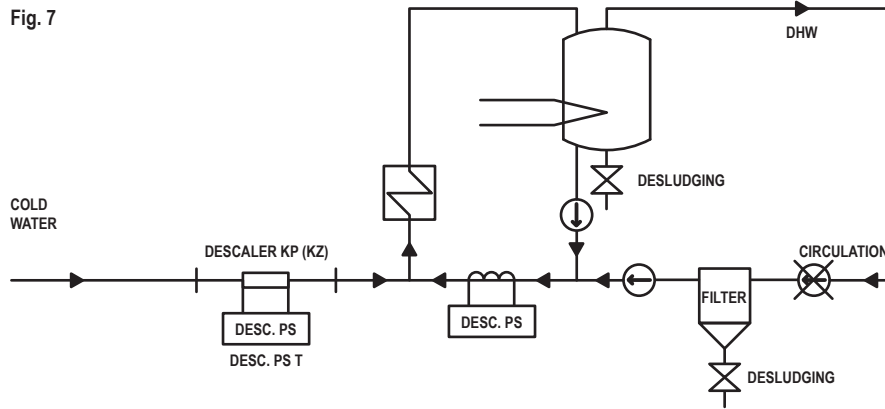 Fig. 7
DHW
DESLUDGING
COLD
WATER
DESCALER KP (KZ)
CIRCULATION
FILTER
DESC. PS
DESC. PS
DESC. PS T
DESLUDGING